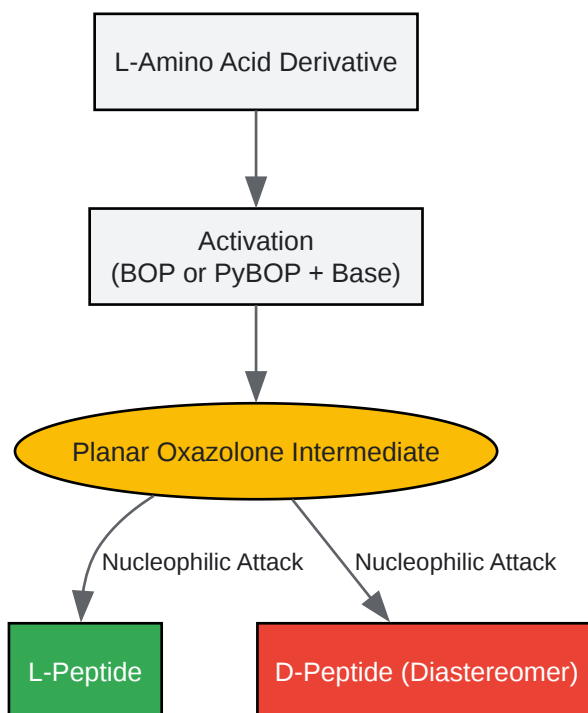 L-Amino Acid Derivative
Activation
(BOP or PyBOP + Base)
Planar Oxazolone Intermediate
Nucleophilic Attack
Nucleophilic Attack
L-Peptide
D-Peptide (Diastereomer)